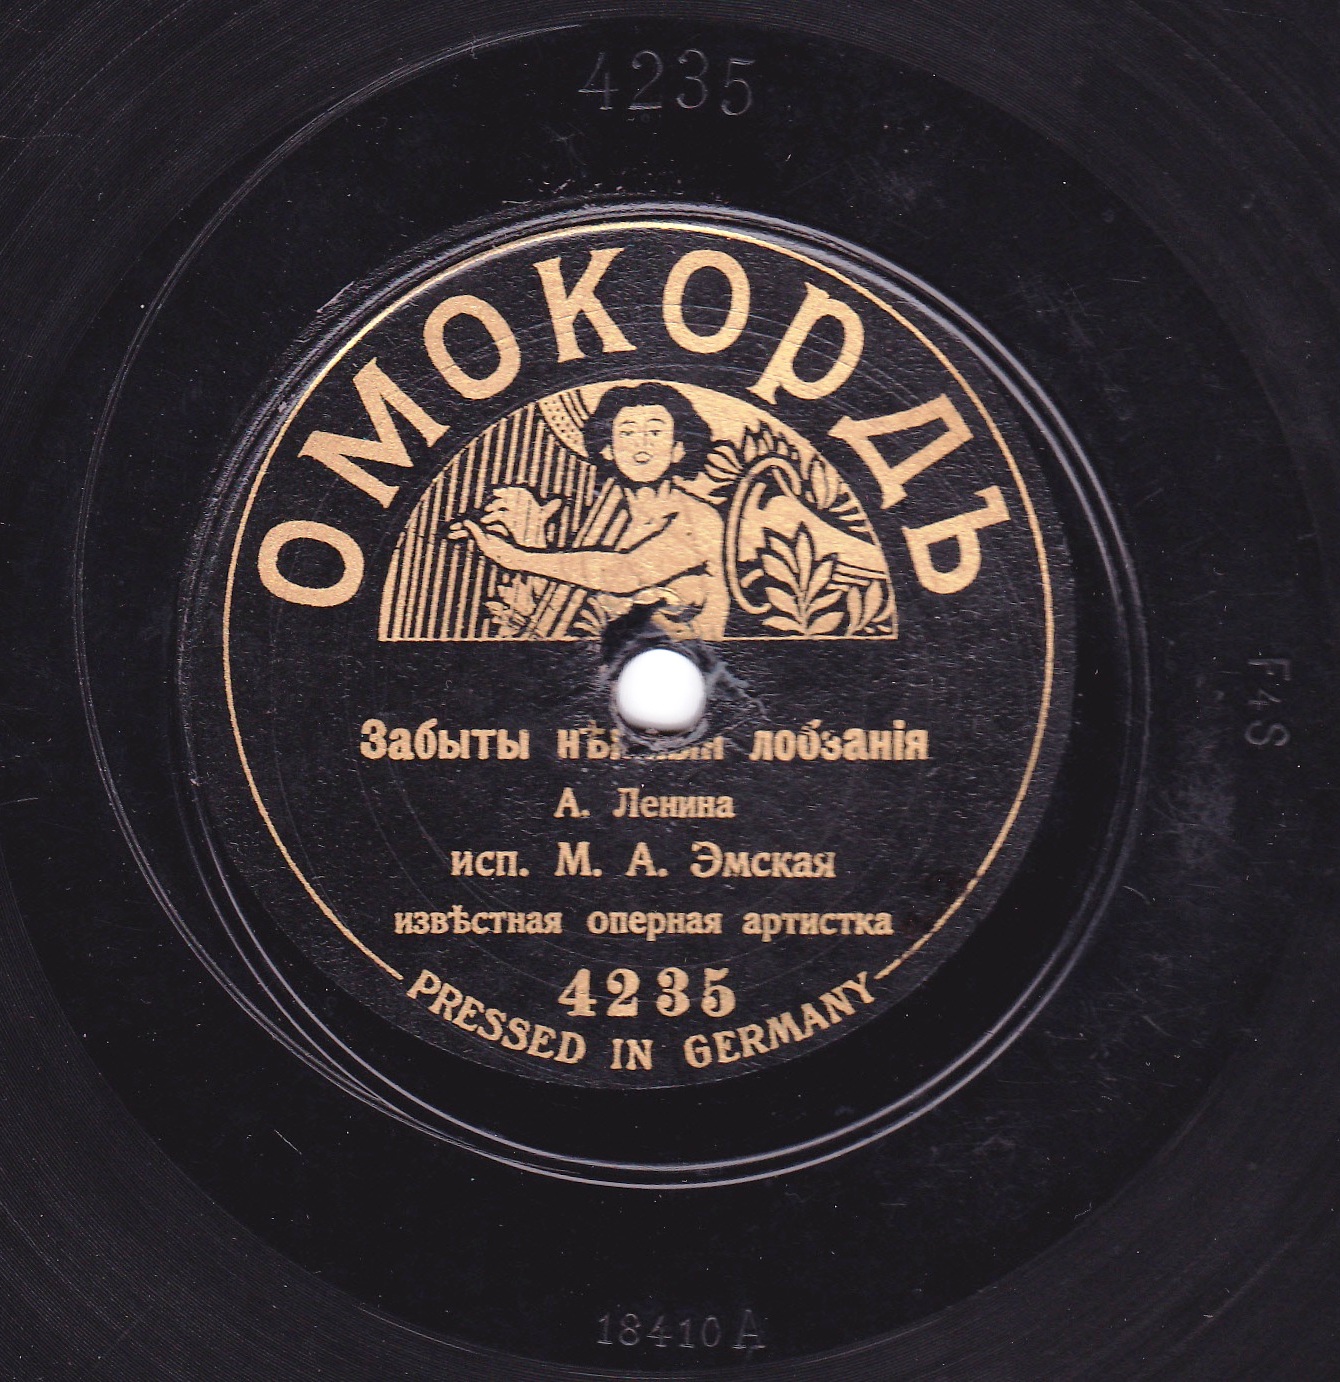 4235
ОМОКОРДЪ
Забыты лобзанія
А. Ленина
исп. М. А. Эмская
извѣстная оперная артистка
4235
PRESSED IN GERMANY
F4S
18410 A